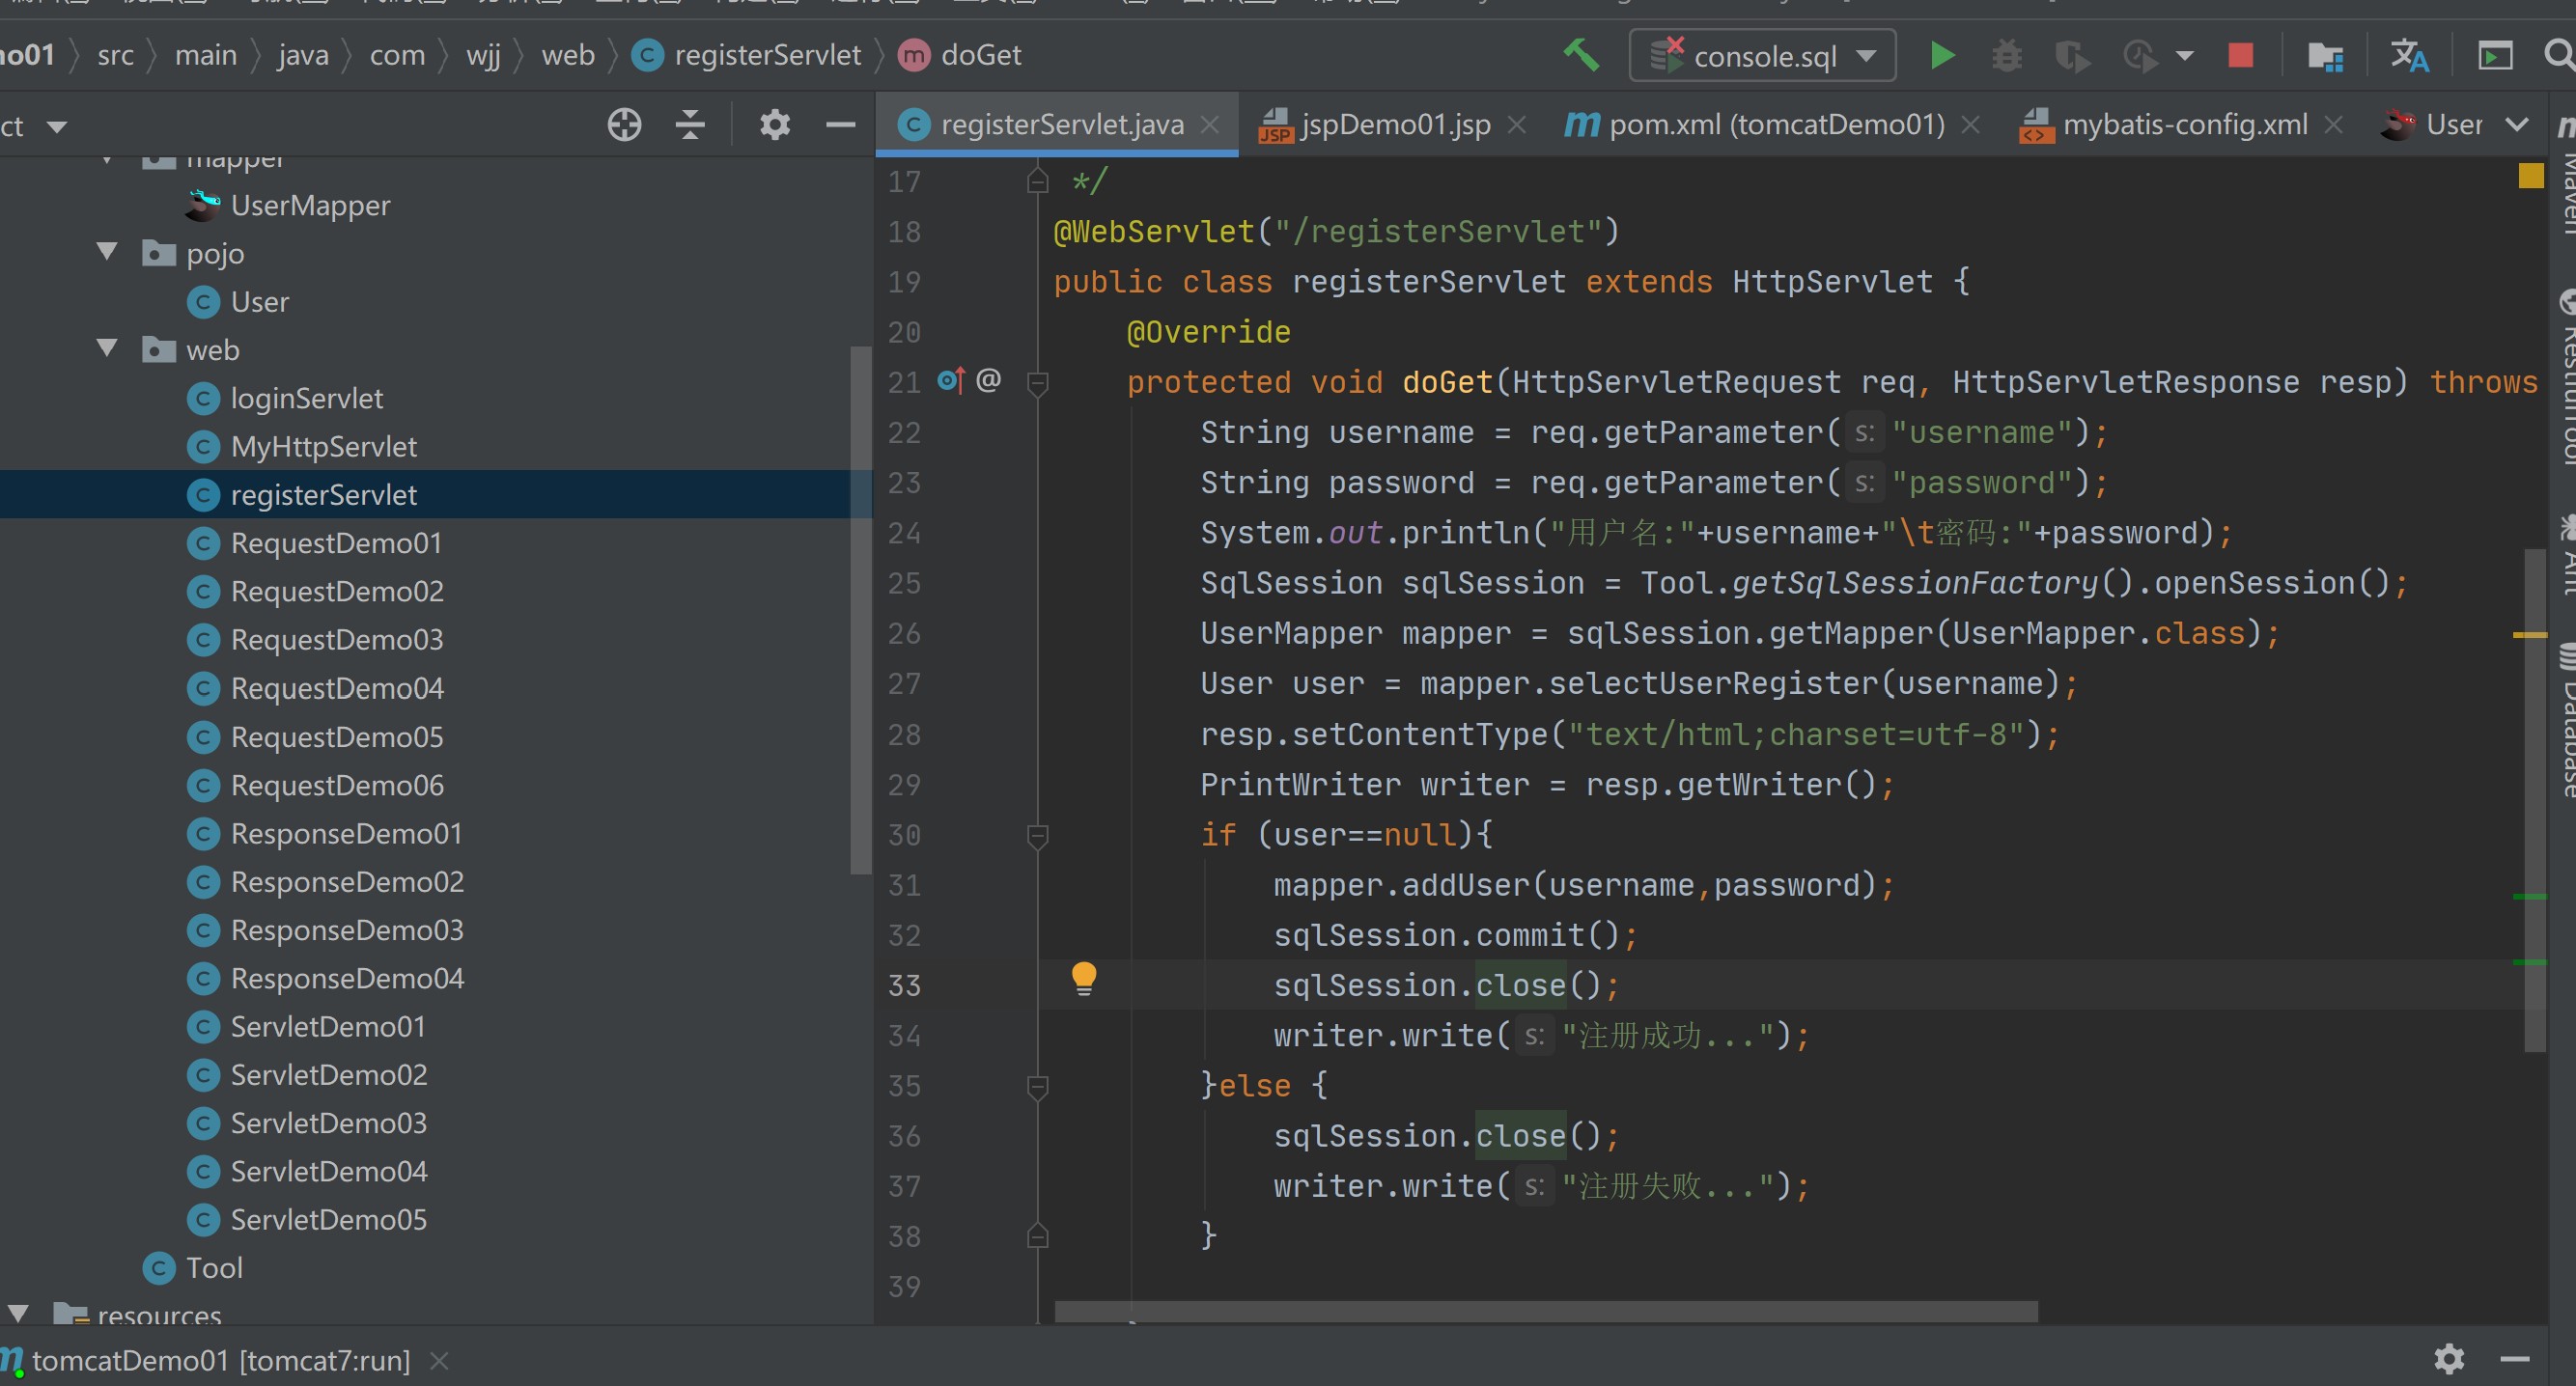 mo01 src main java com wjj web registerServlet doGet
console.sql
ct
registerServlet.java jspDemo01.jsp pom.xml (tomcatDemo01) mybatis-config.xml User
mapper
UserMapper
pojo
User
web
loginServlet
MyHttpServlet
registerServlet
RequestDemo01
RequestDemo02
RequestDemo03
RequestDemo04
RequestDemo05
RequestDemo06
ResponseDemo01
ResponseDemo02
ResponseDemo03
ResponseDemo04
ServletDemo01
ServletDemo02
ServletDemo03
ServletDemo04
ServletDemo05
Tool
resources
17 */
18 @WebServlet("/registerServlet")
19 public class registerServlet extends HttpServlet {
20 @Override
21 @ protected void doGet(HttpServletRequest req, HttpServletResponse resp) throws
22 String username = req.getParameter( s: "username");
23 String password = req.getParameter( s: "password");
24 System.out.println("用户名:"+username+"\t密码:"+password);
25 SqlSession sqlSession = Tool.getSqlSessionFactory().openSession();
26 UserMapper mapper = sqlSession.getMapper(UserMapper.class);
27 User user = mapper.selectUserRegister(username);
28 resp.setContentType("text/html;charset=utf-8");
29 PrintWriter writer = resp.getWriter();
30 if (user==null){
31 mapper.addUser(username,password);
32 sqlSession.commit();
33 sqlSession.close();
34 writer.write( s: "注册成功...");
35 }else {
36 sqlSession.close();
37 writer.write( s: "注册失败...");
38 }
39
Maven
RestfulTool
Ant
Database
tomcatDemo01 [tomcat7:run]